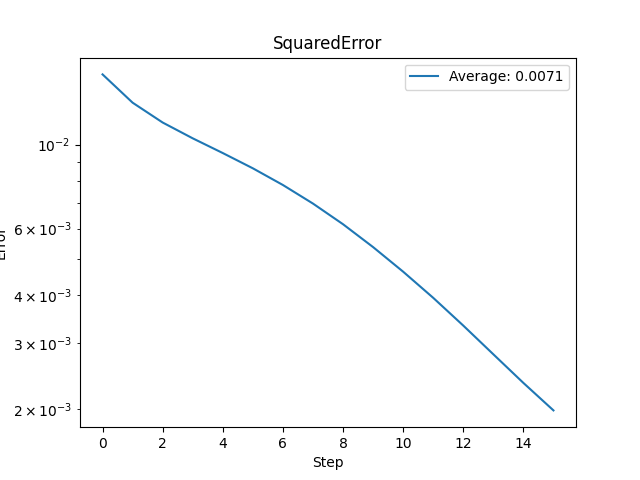 SquaredError
Average: 0.0071
Error
10⁻²
6 × 10⁻³
4 × 10⁻³
3 × 10⁻³
2 × 10⁻³
0 2 4 6 8 10 12 14
Step